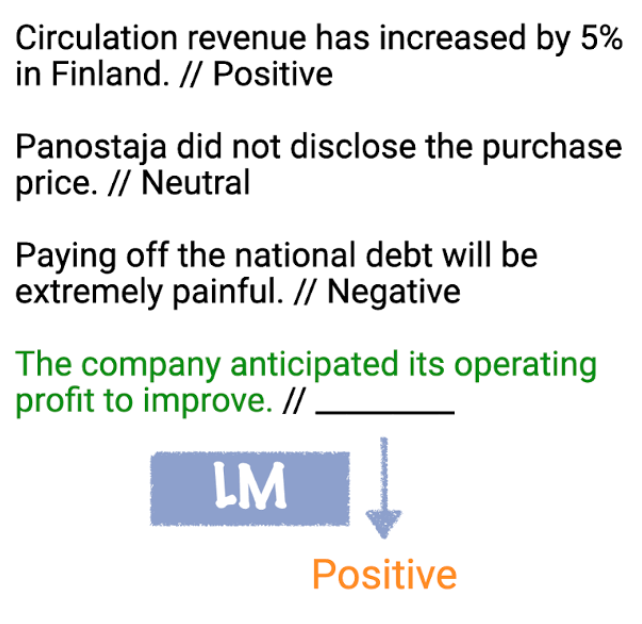 Circulation revenue has increased by 5%
in Finland. // Positive
Panostaja did not disclose the purchase
price. // Neutral
Paying off the national debt will be
extremely painful. // Negative
The company anticipated its operating
profit to improve. // _________
LM
Positive